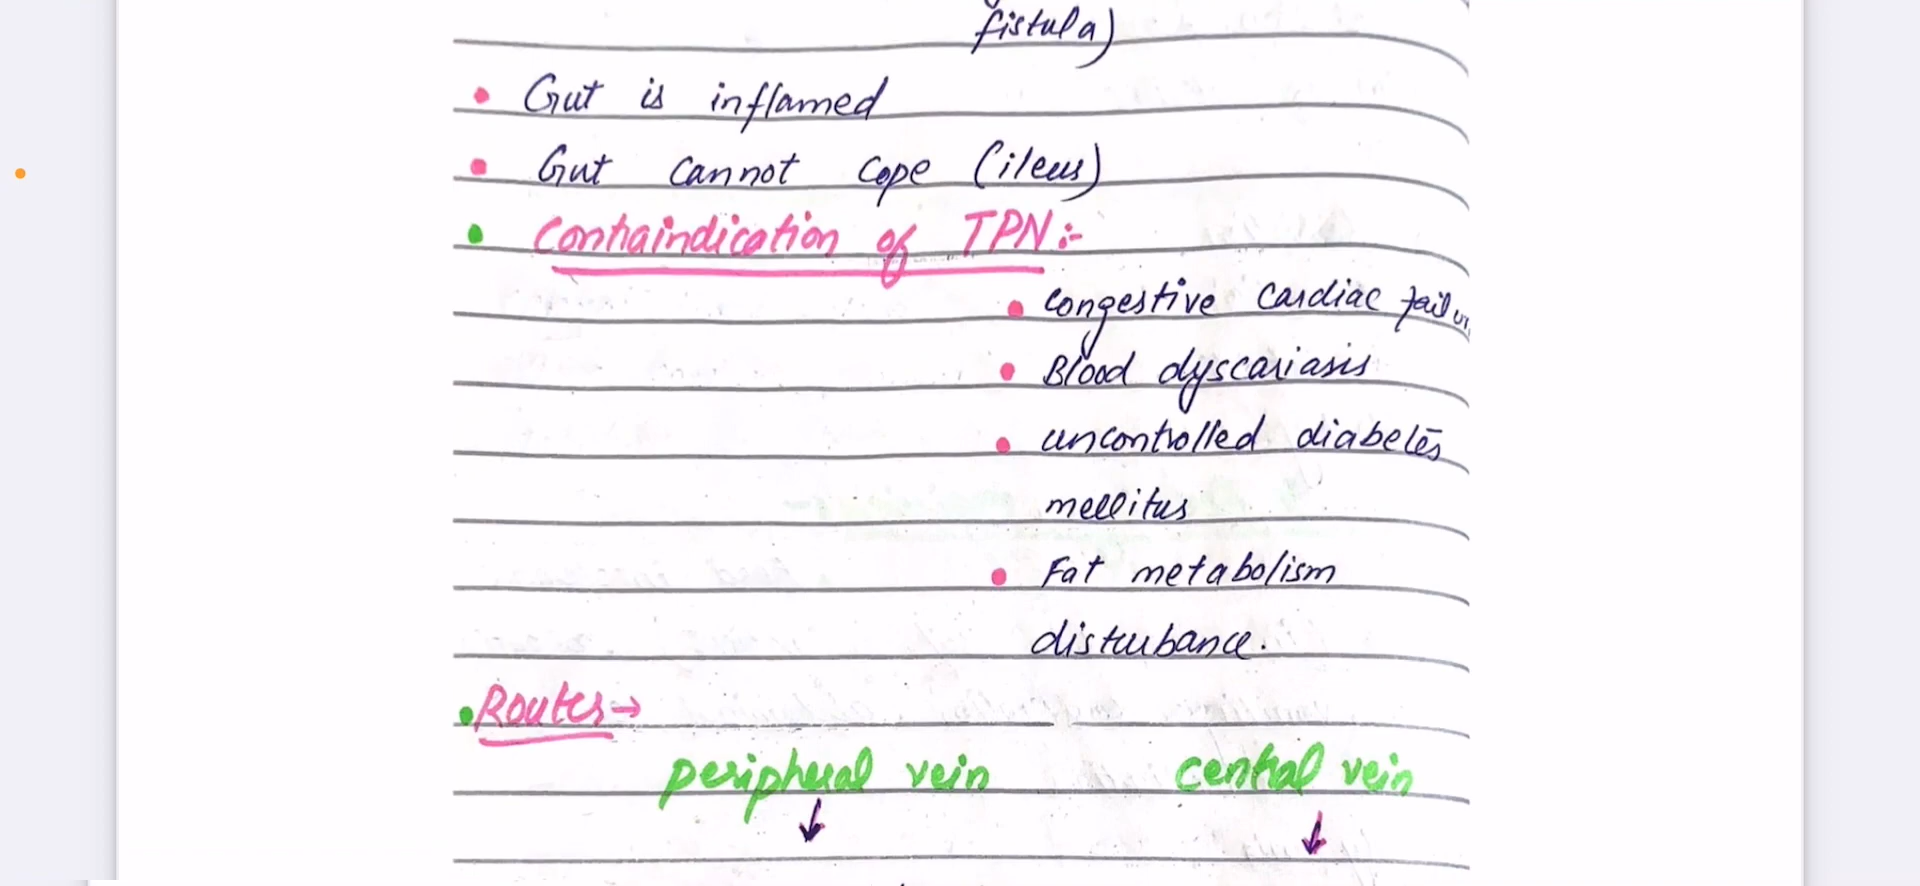 fistula)
• Gut is inflamed
• Gut cannot cope (ileus)
• Contraindication of TPN:-
• Congestive cardiac failur
• Blood dyscariasis
• uncontrolled diabetes
mellitus
• Fat metabolism
disturbance.
• Routes →
peripheral vein central vein
↓ ↓